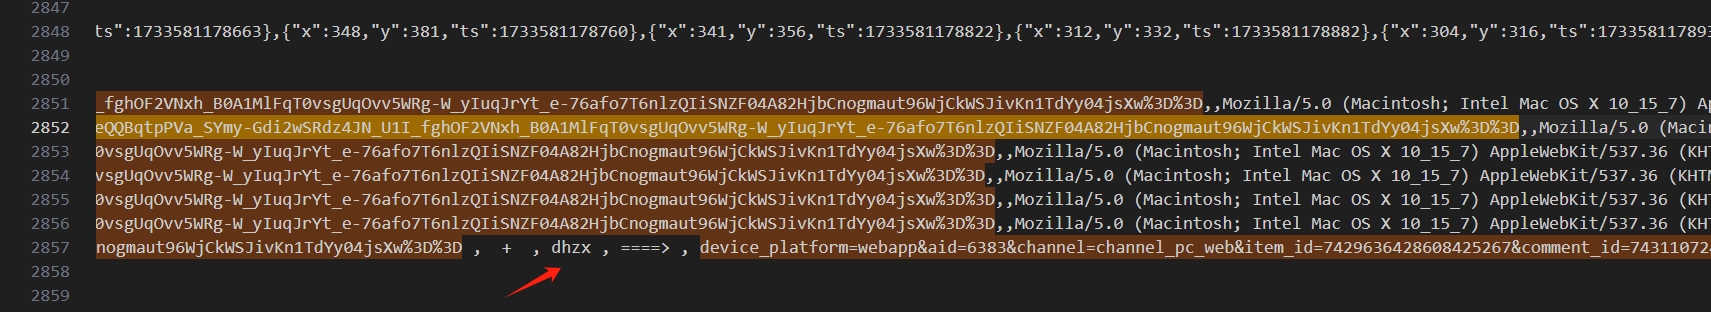 2847
2848 ts":1733581178663},{"x":348,"y":381,"ts":1733581178760},{"x":341,"y":356,"ts":1733581178822},{"x":312,"y":332,"ts":1733581178882},{"x":304,"y":316,"ts":173358117893
2849
2850
2851 _fghOF2VNxh_B0A1MlFqT0vsgUqOvv5WRg-W_yIuqJrYt_e-76afo7T6nlzQIiSNZF04A82HjbCnogmaut96WjCkWSJivKn1TdYy04jsXw%3D%3D,,Mozilla/5.0 (Macintosh; Intel Mac OS X 10_15_7) Ap
2852 eQQBqtpPVa_SYmy-Gdi2wSRdz4JN_U1I_fghOF2VNxh_B0A1MlFqT0vsgUqOvv5WRg-W_yIuqJrYt_e-76afo7T6nlzQIiSNZF04A82HjbCnogmaut96WjCkWSJivKn1TdYy04jsXw%3D%3D,,Mozilla/5.0 (Macin
2853 0vsgUqOvv5WRg-W_yIuqJrYt_e-76afo7T6nlzQIiSNZF04A82HjbCnogmaut96WjCkWSJivKn1TdYy04jsXw%3D%3D,,Mozilla/5.0 (Macintosh; Intel Mac OS X 10_15_7) AppleWebKit/537.36 (KHT
2854 vsgUqOvv5WRg-W_yIuqJrYt_e-76afo7T6nlzQIiSNZF04A82HjbCnogmaut96WjCkWSJivKn1TdYy04jsXw%3D%3D,,Mozilla/5.0 (Macintosh; Intel Mac OS X 10_15_7) AppleWebKit/537.36 (KHTM
2855 0vsgUqOvv5WRg-W_yIuqJrYt_e-76afo7T6nlzQIiSNZF04A82HjbCnogmaut96WjCkWSJivKn1TdYy04jsXw%3D%3D,,Mozilla/5.0 (Macintosh; Intel Mac OS X 10_15_7) AppleWebKit/537.36 (KHT
2856 0vsgUqOvv5WRg-W_yIuqJrYt_e-76afo7T6nlzQIiSNZF04A82HjbCnogmaut96WjCkWSJivKn1TdYy04jsXw%3D%3D,,Mozilla/5.0 (Macintosh; Intel Mac OS X 10_15_7) AppleWebKit/537.36 (KHT
2857 nogmaut96WjCkWSJivKn1TdYy04jsXw%3D%3D , + , dhzx , ====> , device_platform=webapp&aid=6383&channel=channel_pc_web&item_id=7429636428608425267&comment_id=743110724
2858
2859